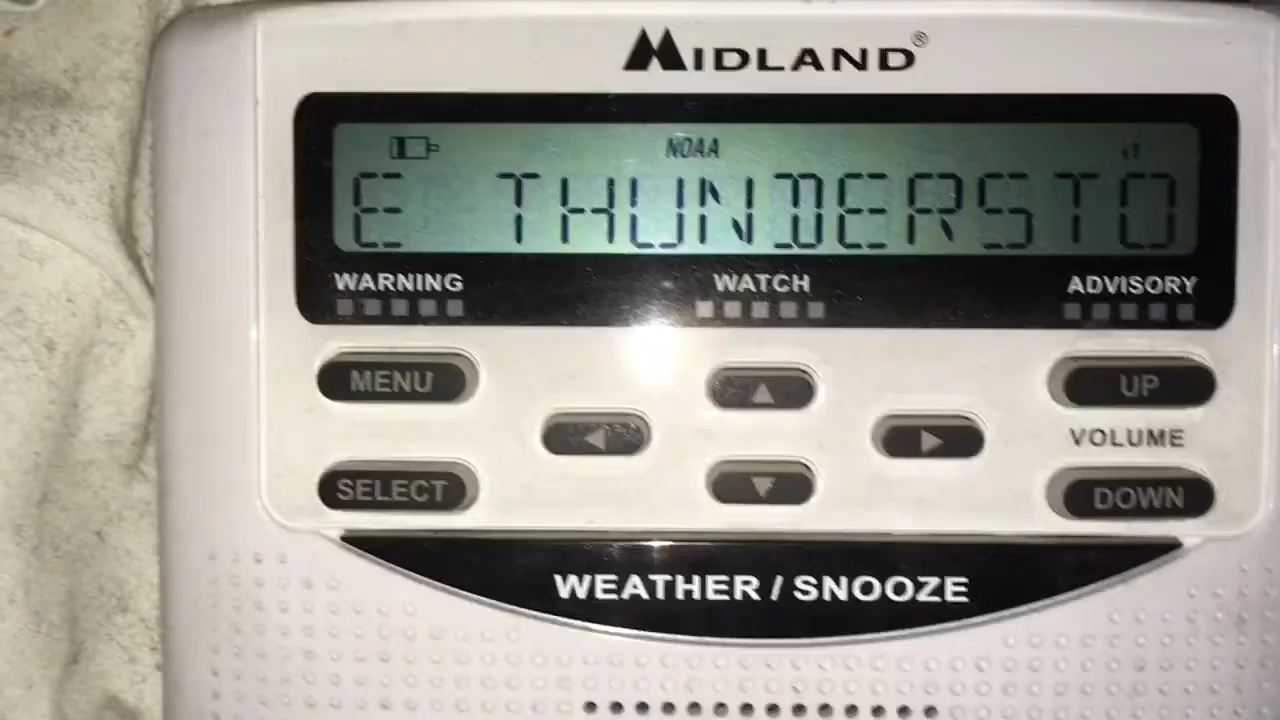 MIDLAND®
NOAA
E THUNDERSTO
WARNING WATCH ADVISORY
MENU UP
VOLUME
SELECT DOWN
WEATHER / SNOOZE